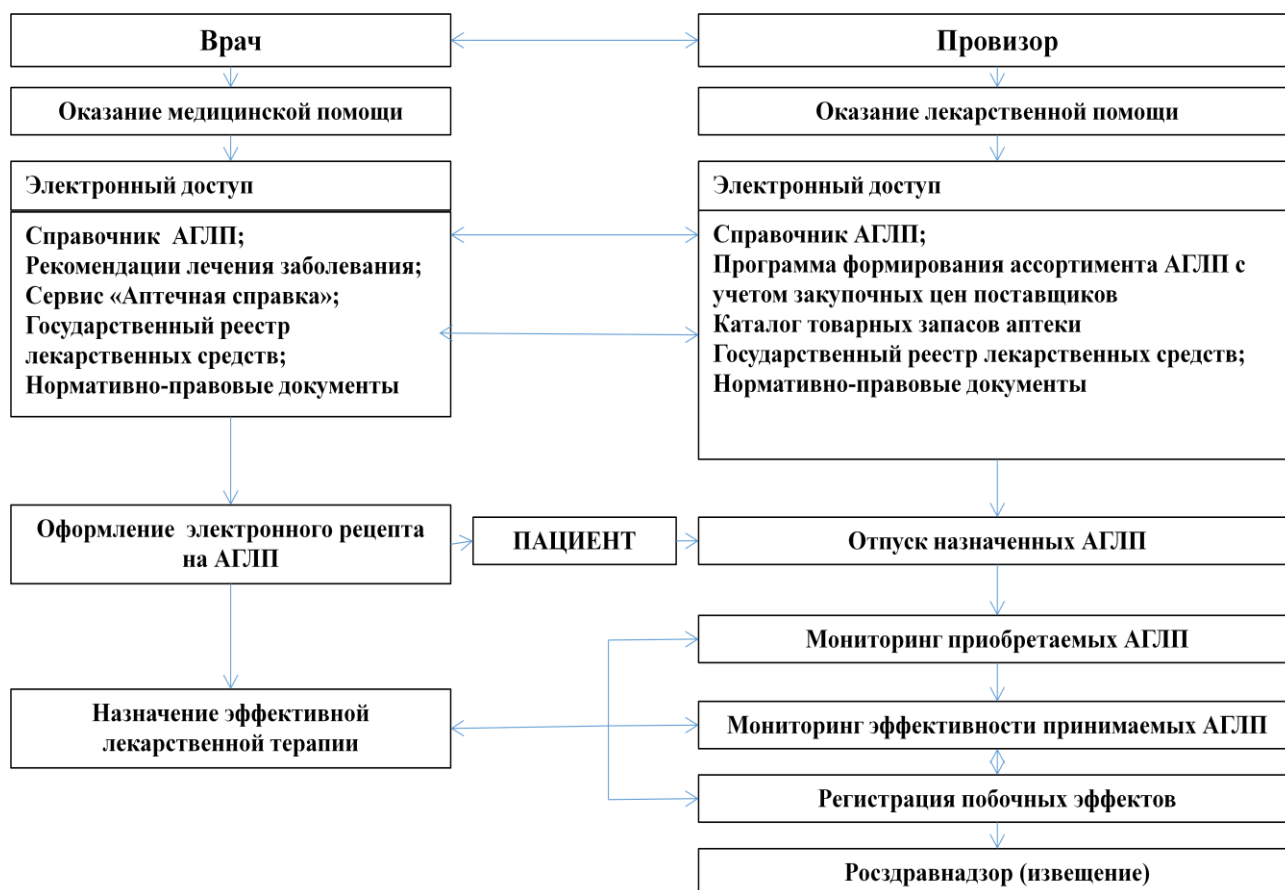 Врач
Провизор
Оказание медицинской помощи
Оказание лекарственной помощи
Электронный доступ
Справочник АГЛП;
Рекомендации лечения заболевания;
Сервис «Аптечная справка»;
Государственный реестр
лекарственных средств;
Нормативно-правовые документы
Электронный доступ
Справочник АГЛП;
Программа формирования ассортимента АГЛП с
учетом закупочных цен поставщиков
Каталог товарных запасов аптеки
Государственный реестр лекарственных средств;
Нормативно-правовые документы
Оформление электронного рецепта
на АГЛП
ПАЦИЕНТ
Отпуск назначенных АГЛП
Мониторинг приобретаемых АГЛП
Назначение эффективной
лекарственной терапии
Мониторинг эффективности принимаемых АГЛП
Регистрация побочных эффектов
Росздравнадзор (извещение)